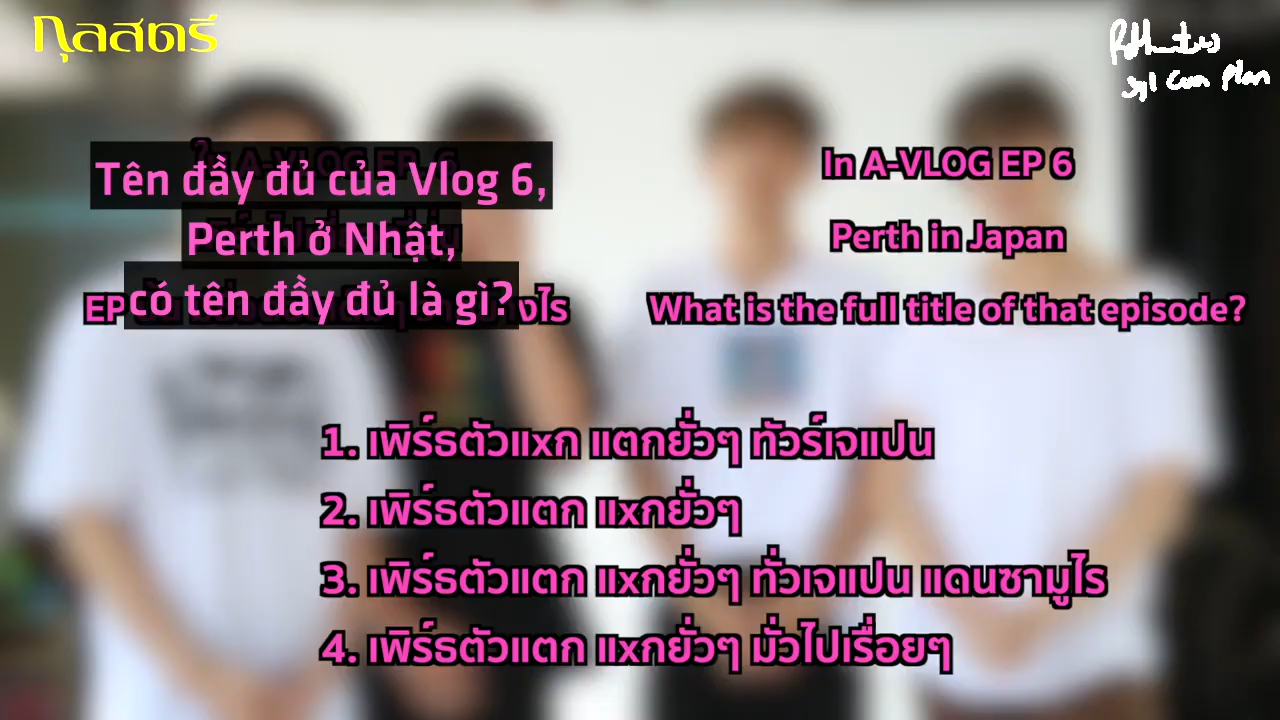 กุลสตรี
Tên đầy đủ của Vlog 6,
Perth ở Nhật,
có tên đầy đủ là gì?
EP
In A-VLOG EP 6
Perth in Japan
What is the full title of that episode?
1. เพิร์ธตัวแxก แตกยั่วๆ ทัวร์เจแปน
2. เพิร์ธตัวแตก แxกยั่วๆ
3. เพิร์ธตัวแตก แxกยั่วๆ ทั่วเจแปน แดนซามูไร
4. เพิร์ธตัวแตก แxกยั่วๆ มั่วไปเรื่อยๆ